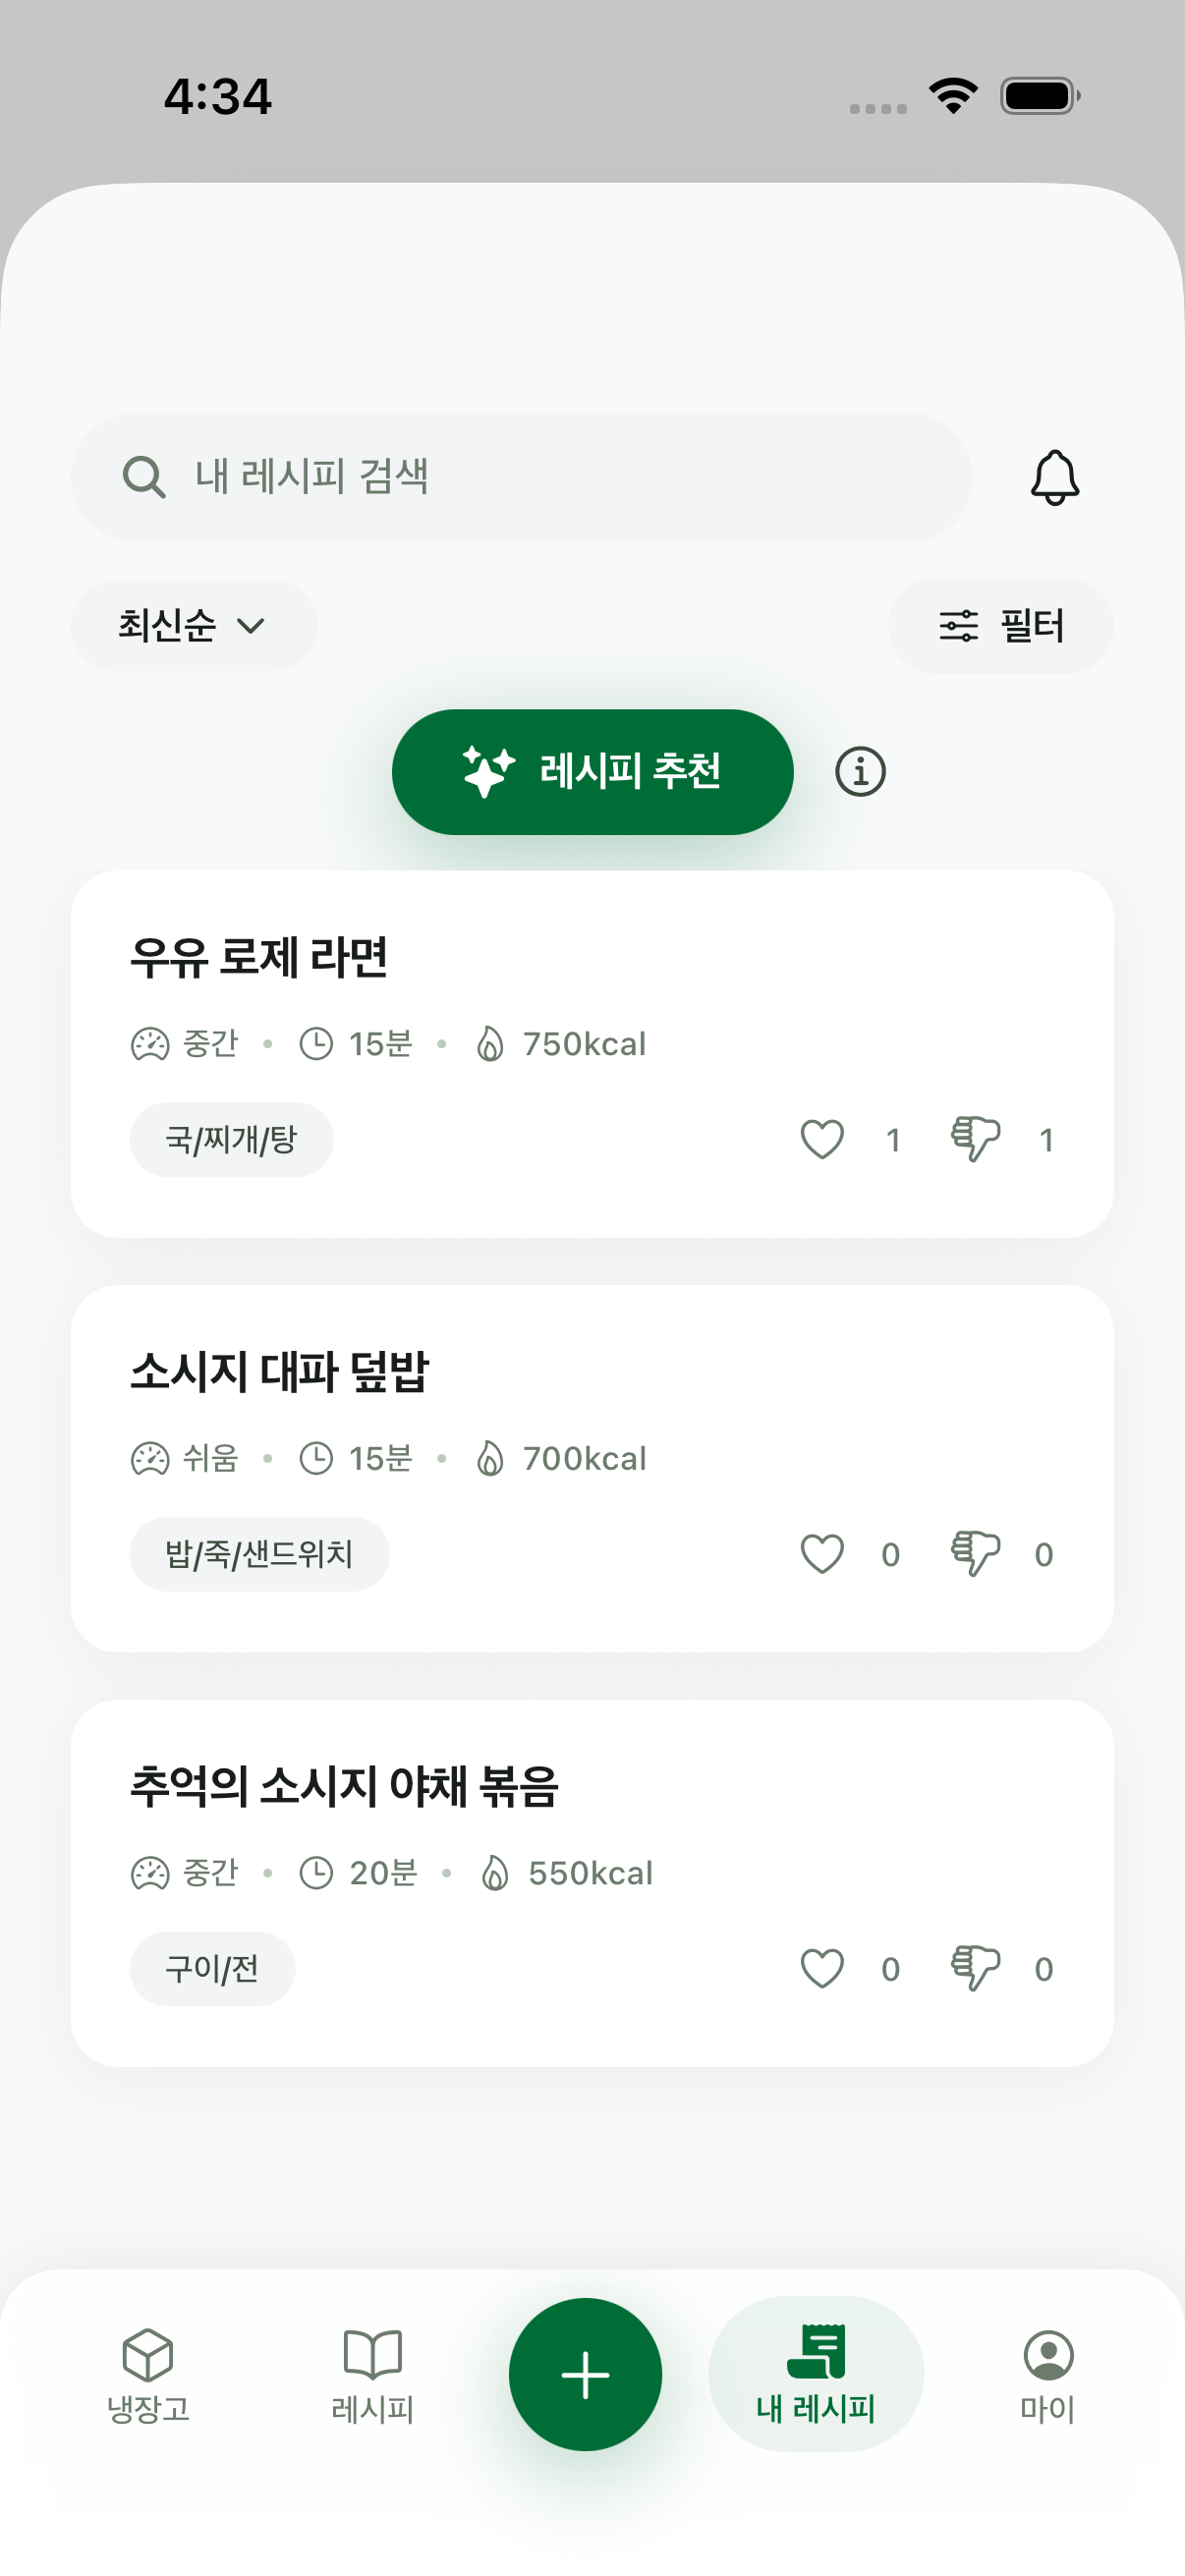 4:34
내 레시피 검색
최신순
필터
레시피 추천
우유 로제 라면
중간 • 15분 • 750kcal
국/찌개/탕
1 1
소시지 대파 덮밥
쉬움 • 15분 • 700kcal
밥/죽/샌드위치
0 0
추억의 소시지 야채 볶음
중간 • 20분 • 550kcal
구이/전
0 0
냉장고
레시피
내 레시피
마이